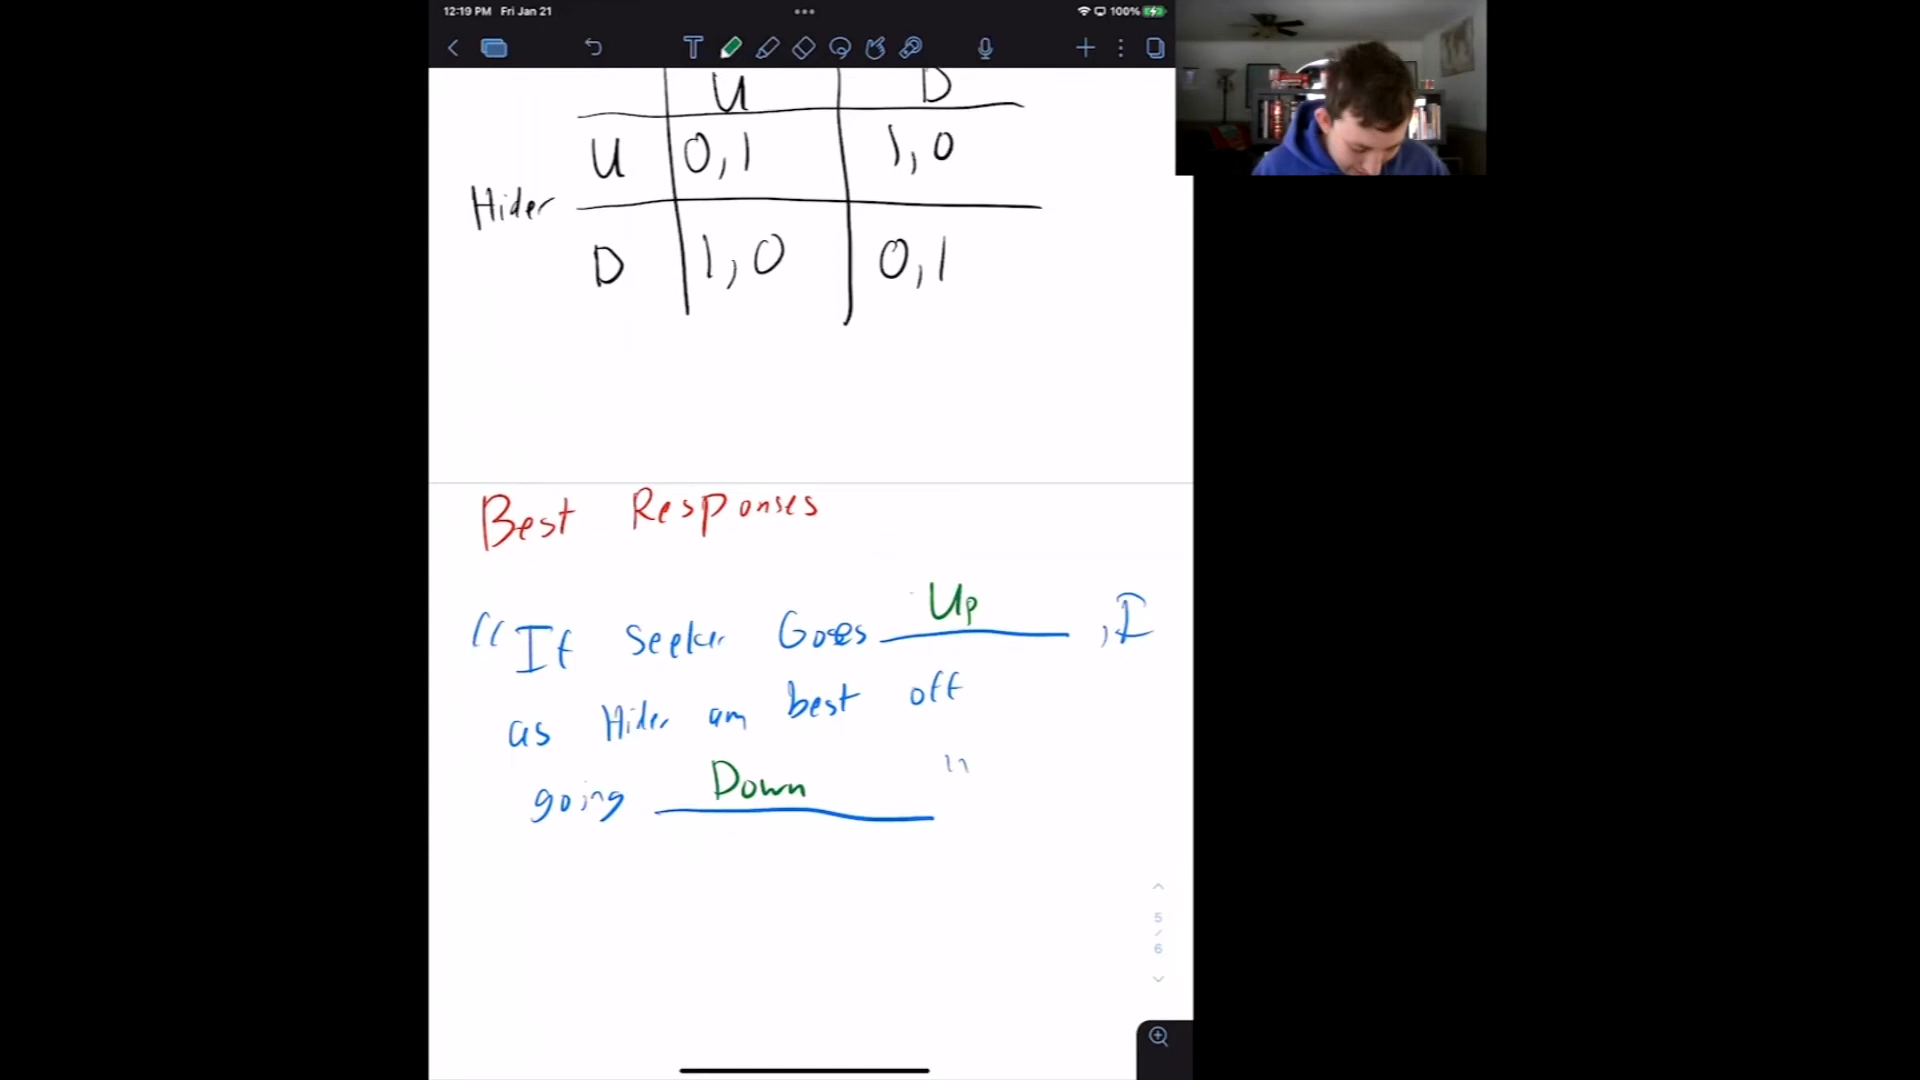 12:19 PM Fri Jan 21
100%
T
U D
U 0,1 1,0
Hider
D 1,0 0,1
Best Responses
"If Seeker Goes Up, I
as Hider am best off
going Down"
5
/
6